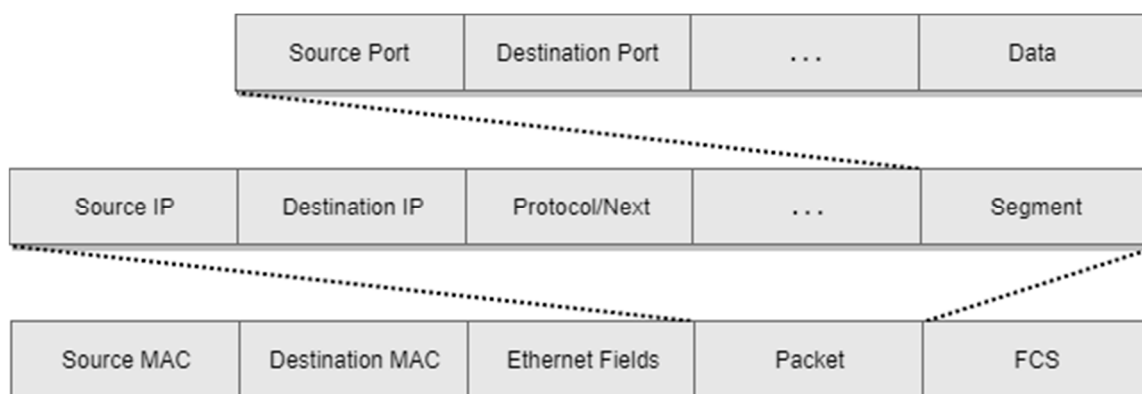 Source Port Destination Port ... Data
Source IP Destination IP Protocol/Next ... Segment
Source MAC Destination MAC Ethernet Fields Packet FCS